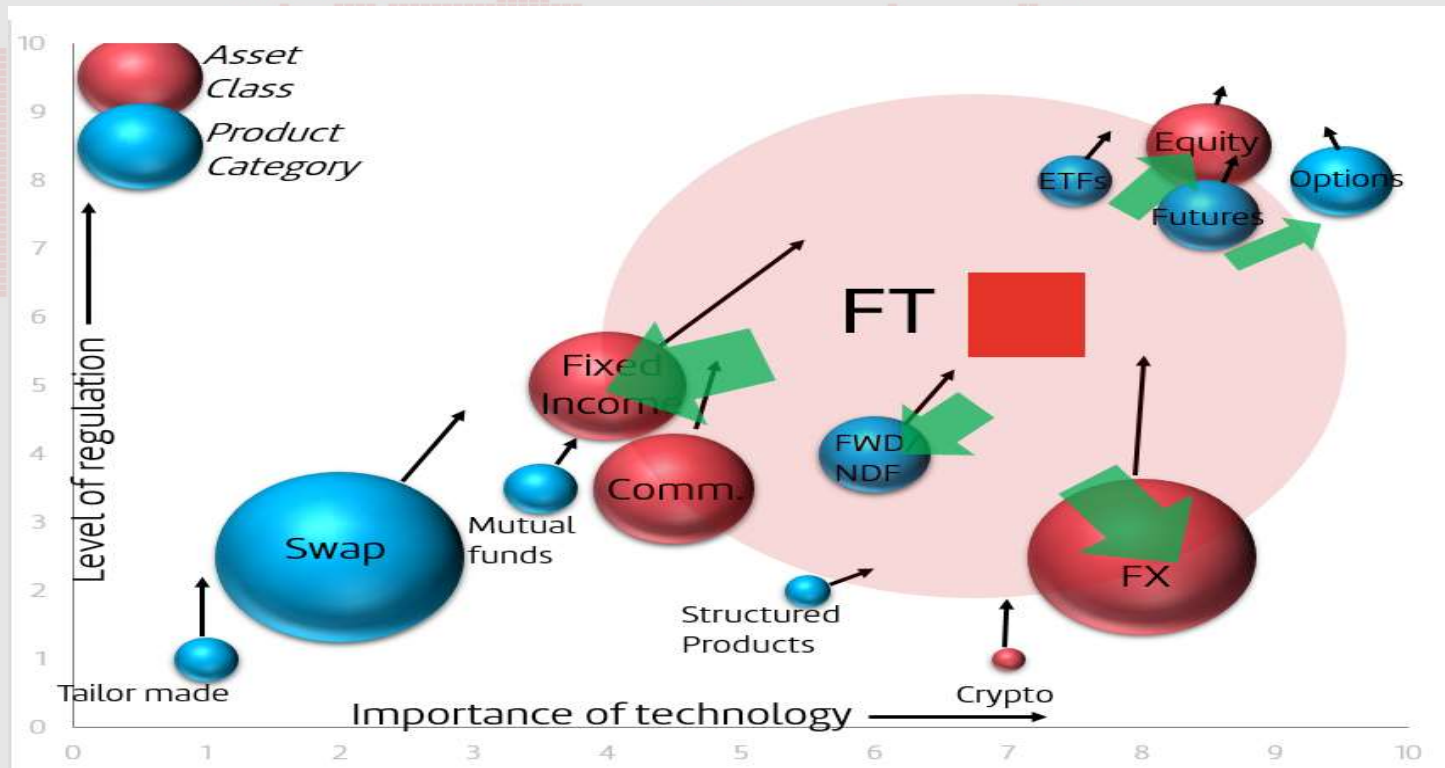 10
Asset
Class
9
Product
Category
8
7
6
5
4
3
2
1
0
Level of regulation
Equity
ETFs
Options
Futures
FT
Fixed
Income
FWD/
NDF
Comm.
Mutual
funds
Swap
FX
Structured
Products
Tailor made
Crypto
Importance of technology
0 1 2 3 4 5 6 7 8 9 10